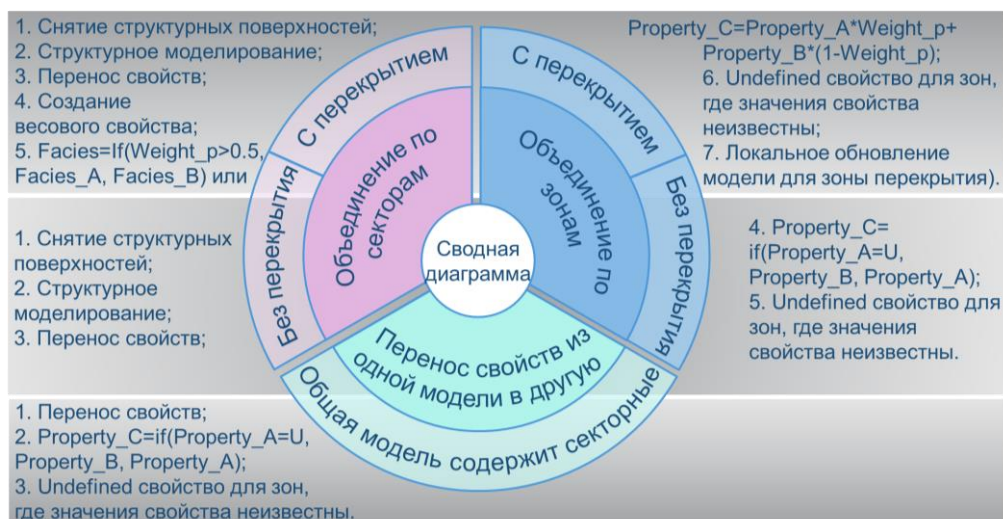 1. Снятие структурных поверхностей;
2. Структурное моделирование;
3. Перенос свойств;
4. Создание
весового свойства;
5. Facies=If(Weight_p>0.5,
Facies_A, Facies_B) или
Property_C=Property_A*Weight_p+
Property_B*(1-Weight_p);
6. Undefined свойство для зон,
где значения свойства
неизвестны;
7. Локальное обновление
модели для зоны перекрытия).
1. Снятие структурных
поверхностей;
2. Структурное
моделирование;
3. Перенос свойств;
4. Property_C=
if(Property_A=U,
Property_B, Property_A);
5. Undefined свойство для
зон, где значения
свойства неизвестны.
1. Перенос свойств;
2. Property_C=if(Property_A=U,
Property_B, Property_A);
3. Undefined свойство для зон,
где значения свойства неизвестны.
С перекрытием
Без перекрытия
Объединение по
секторам
С перекрытием
Без перекрытия
Объединение по
зонам
Сводная
диаграмма
Перенос свойств из
одной модели в другую
Общая модель содержит секторные